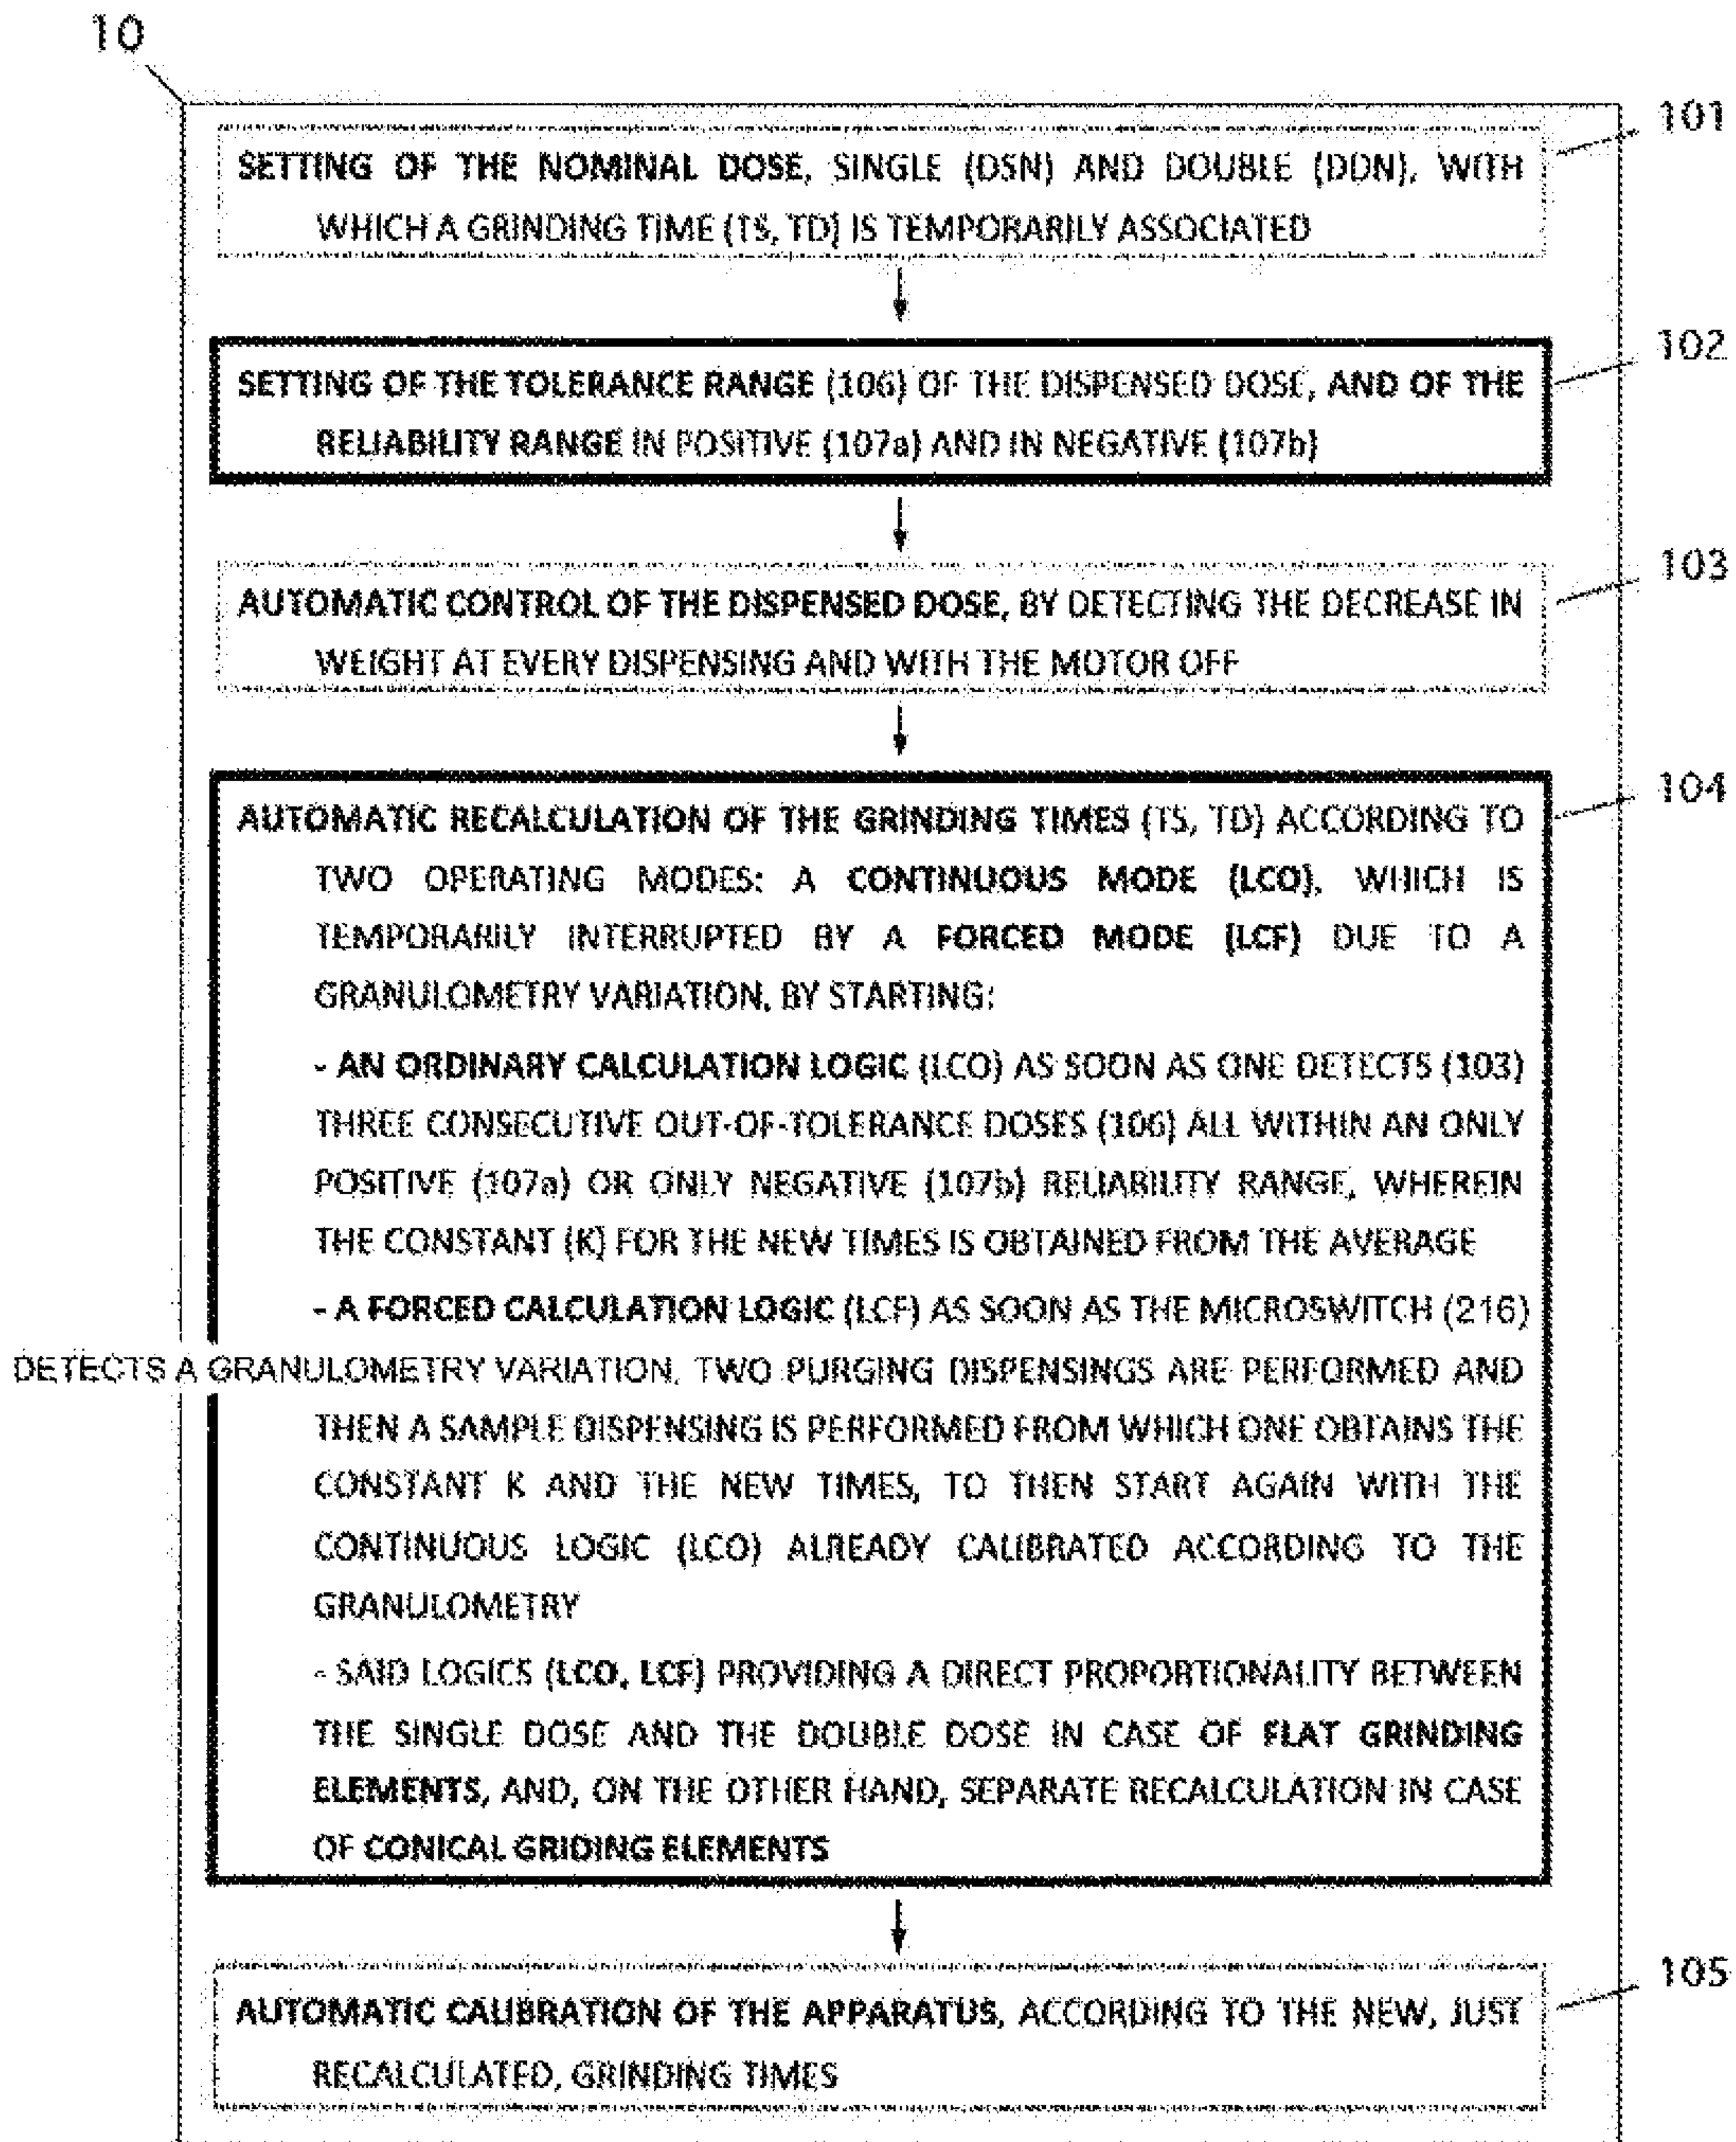 10
101
SETTING OF THE NOMINAL DOSE, SINGLE (DSN) AND DOUBLE (DDN), WITH
WHICH A GRINDING TIME (TS, TD) IS TEMPORARILY ASSOCIATED
102
SETTING OF THE TOLERANCE RANGE (106) OF THE DISPENSED DOSE, AND OF THE
RELIABILITY RANGE IN POSITIVE (107a) AND IN NEGATIVE (107b)
103
AUTOMATIC CONTROL OF THE DISPENSED DOSE, BY DETECTING THE DECREASE IN
WEIGHT AT EVERY DISPENSING AND WITH THE MOTOR OFF
104
AUTOMATIC RECALCULATION OF THE GRINDING TIMES (TS, TD) ACCORDING TO
TWO OPERATING MODES: A CONTINUOUS MODE (LCO), WHICH IS
TEMPORARILY INTERRUPTED BY A FORCED MODE (LCF) DUE TO A
GRANULOMETRY VARIATION, BY STARTING:
- AN ORDINARY CALCULATION LOGIC (LCO) AS SOON AS ONE DETECTS (103)
THREE CONSECUTIVE OUT-OF-TOLERANCE DOSES (106) ALL WITHIN AN ONLY
POSITIVE (107a) OR ONLY NEGATIVE (107b) RELIABILITY RANGE, WHEREIN
THE CONSTANT (K) FOR THE NEW TIMES IS OBTAINED FROM THE AVERAGE
- A FORCED CALCULATION LOGIC (LCF) AS SOON AS THE MICROSWITCH (216)
DETECTS A GRANULOMETRY VARIATION, TWO PURGING DISPENSINGS ARE PERFORMED AND
THEN A SAMPLE DISPENSING IS PERFORMED FROM WHICH ONE OBTAINS THE
CONSTANT K AND THE NEW TIMES, TO THEN START AGAIN WITH THE
CONTINUOUS LOGIC (LCO) ALREADY CALIBRATED ACCORDING TO THE
GRANULOMETRY
- SAID LOGICS (LCO, LCF) PROVIDING A DIRECT PROPORTIONALITY BETWEEN
THE SINGLE DOSE AND THE DOUBLE DOSE IN CASE OF FLAT GRINDING
ELEMENTS, AND, ON THE OTHER HAND, SEPARATE RECALCULATION IN CASE
OF CONICAL GRIDING ELEMENTS
105
AUTOMATIC CALIBRATION OF THE APPARATUS, ACCORDING TO THE NEW, JUST
RECALCULATED, GRINDING TIMES